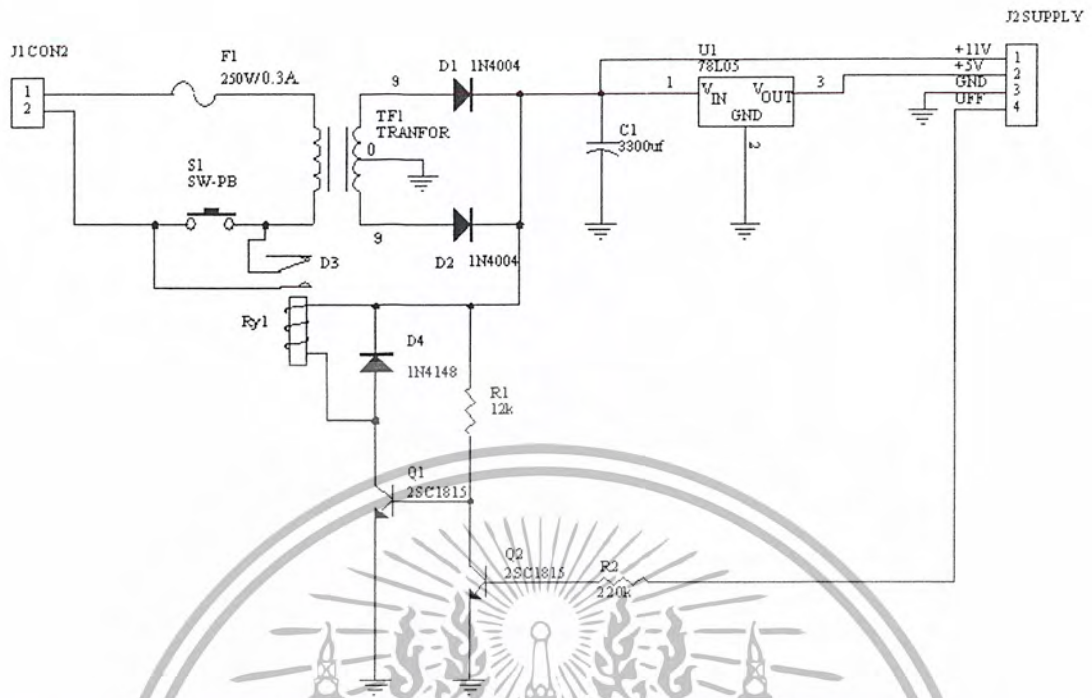 J2SUPPLY
J1CON2
1
2
F1
250V/0.3A
S1
SW-PB
D3
Ry1
TF1
TRANFOR
9
0
9
D1 1N4004
D2 1N4004
C1
3300uf
U1
78L05
1
VIN
VOUT
3
GND
2
+11V
+5V
GND
OFF
1
2
3
4
D4
1N4148
R1
12k
Q1
2SC1815
Q2
2SC1815
R2
220k